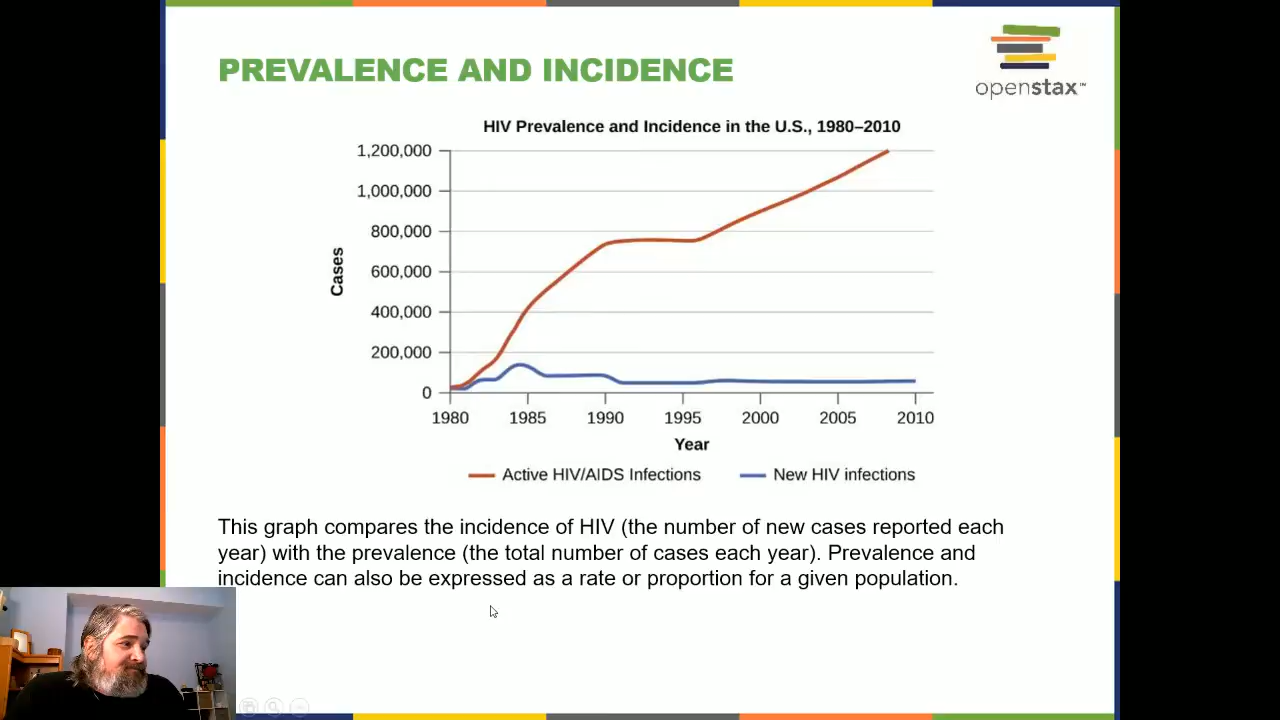 PREVALENCE AND INCIDENCE
openstax™
HIV Prevalence and Incidence in the U.S., 1980–2010
1,200,000
1,000,000
800,000
600,000
400,000
200,000
0
Cases
1980 1985 1990 1995 2000 2005 2010
Year
Active HIV/AIDS Infections New HIV infections
This graph compares the incidence of HIV (the number of new cases reported each
year) with the prevalence (the total number of cases each year). Prevalence and
incidence can also be expressed as a rate or proportion for a given population.